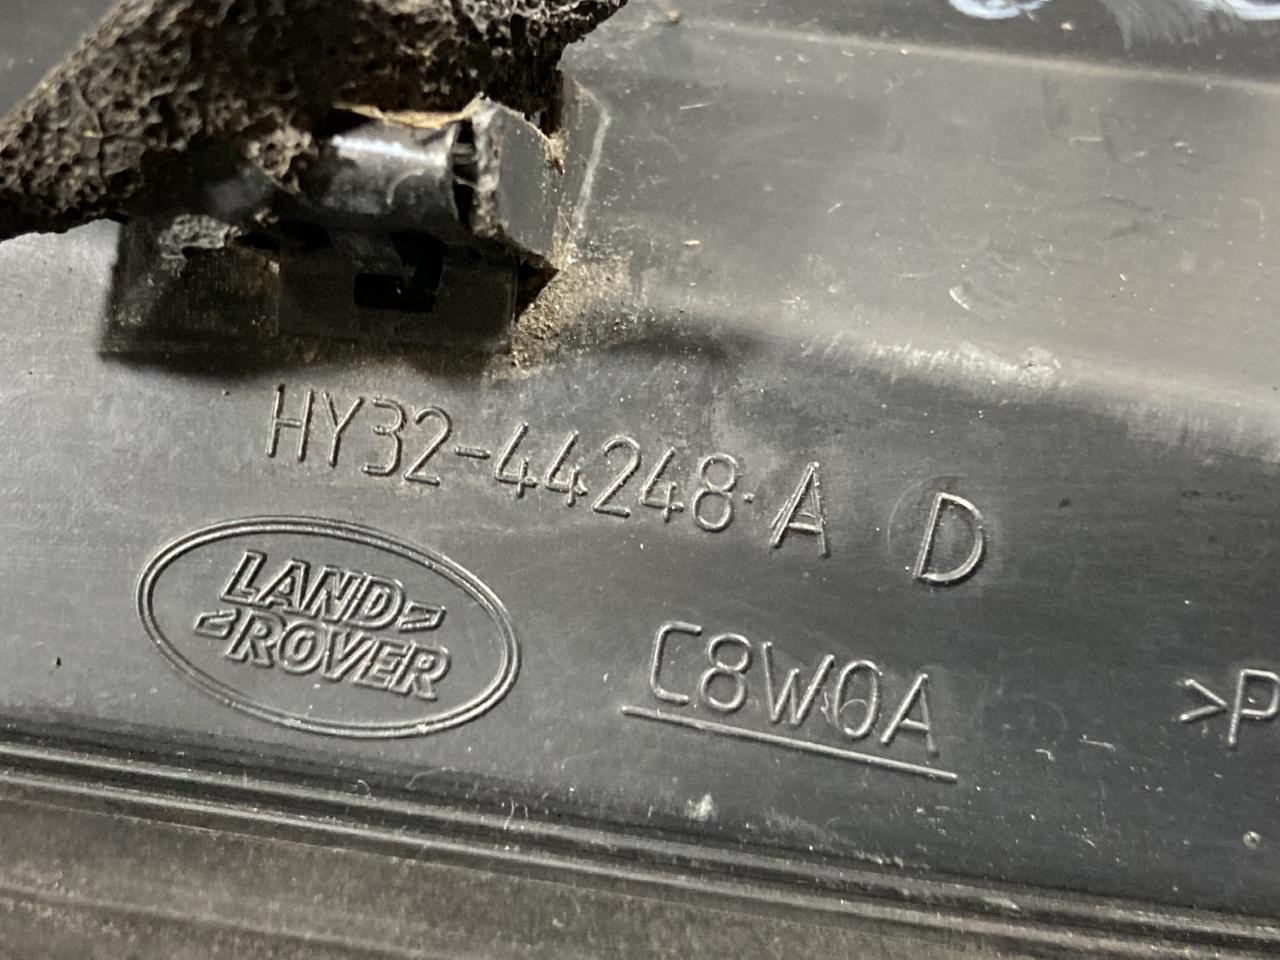 HY32-44248-A D
LAND
ROVER
C8W0A
>P